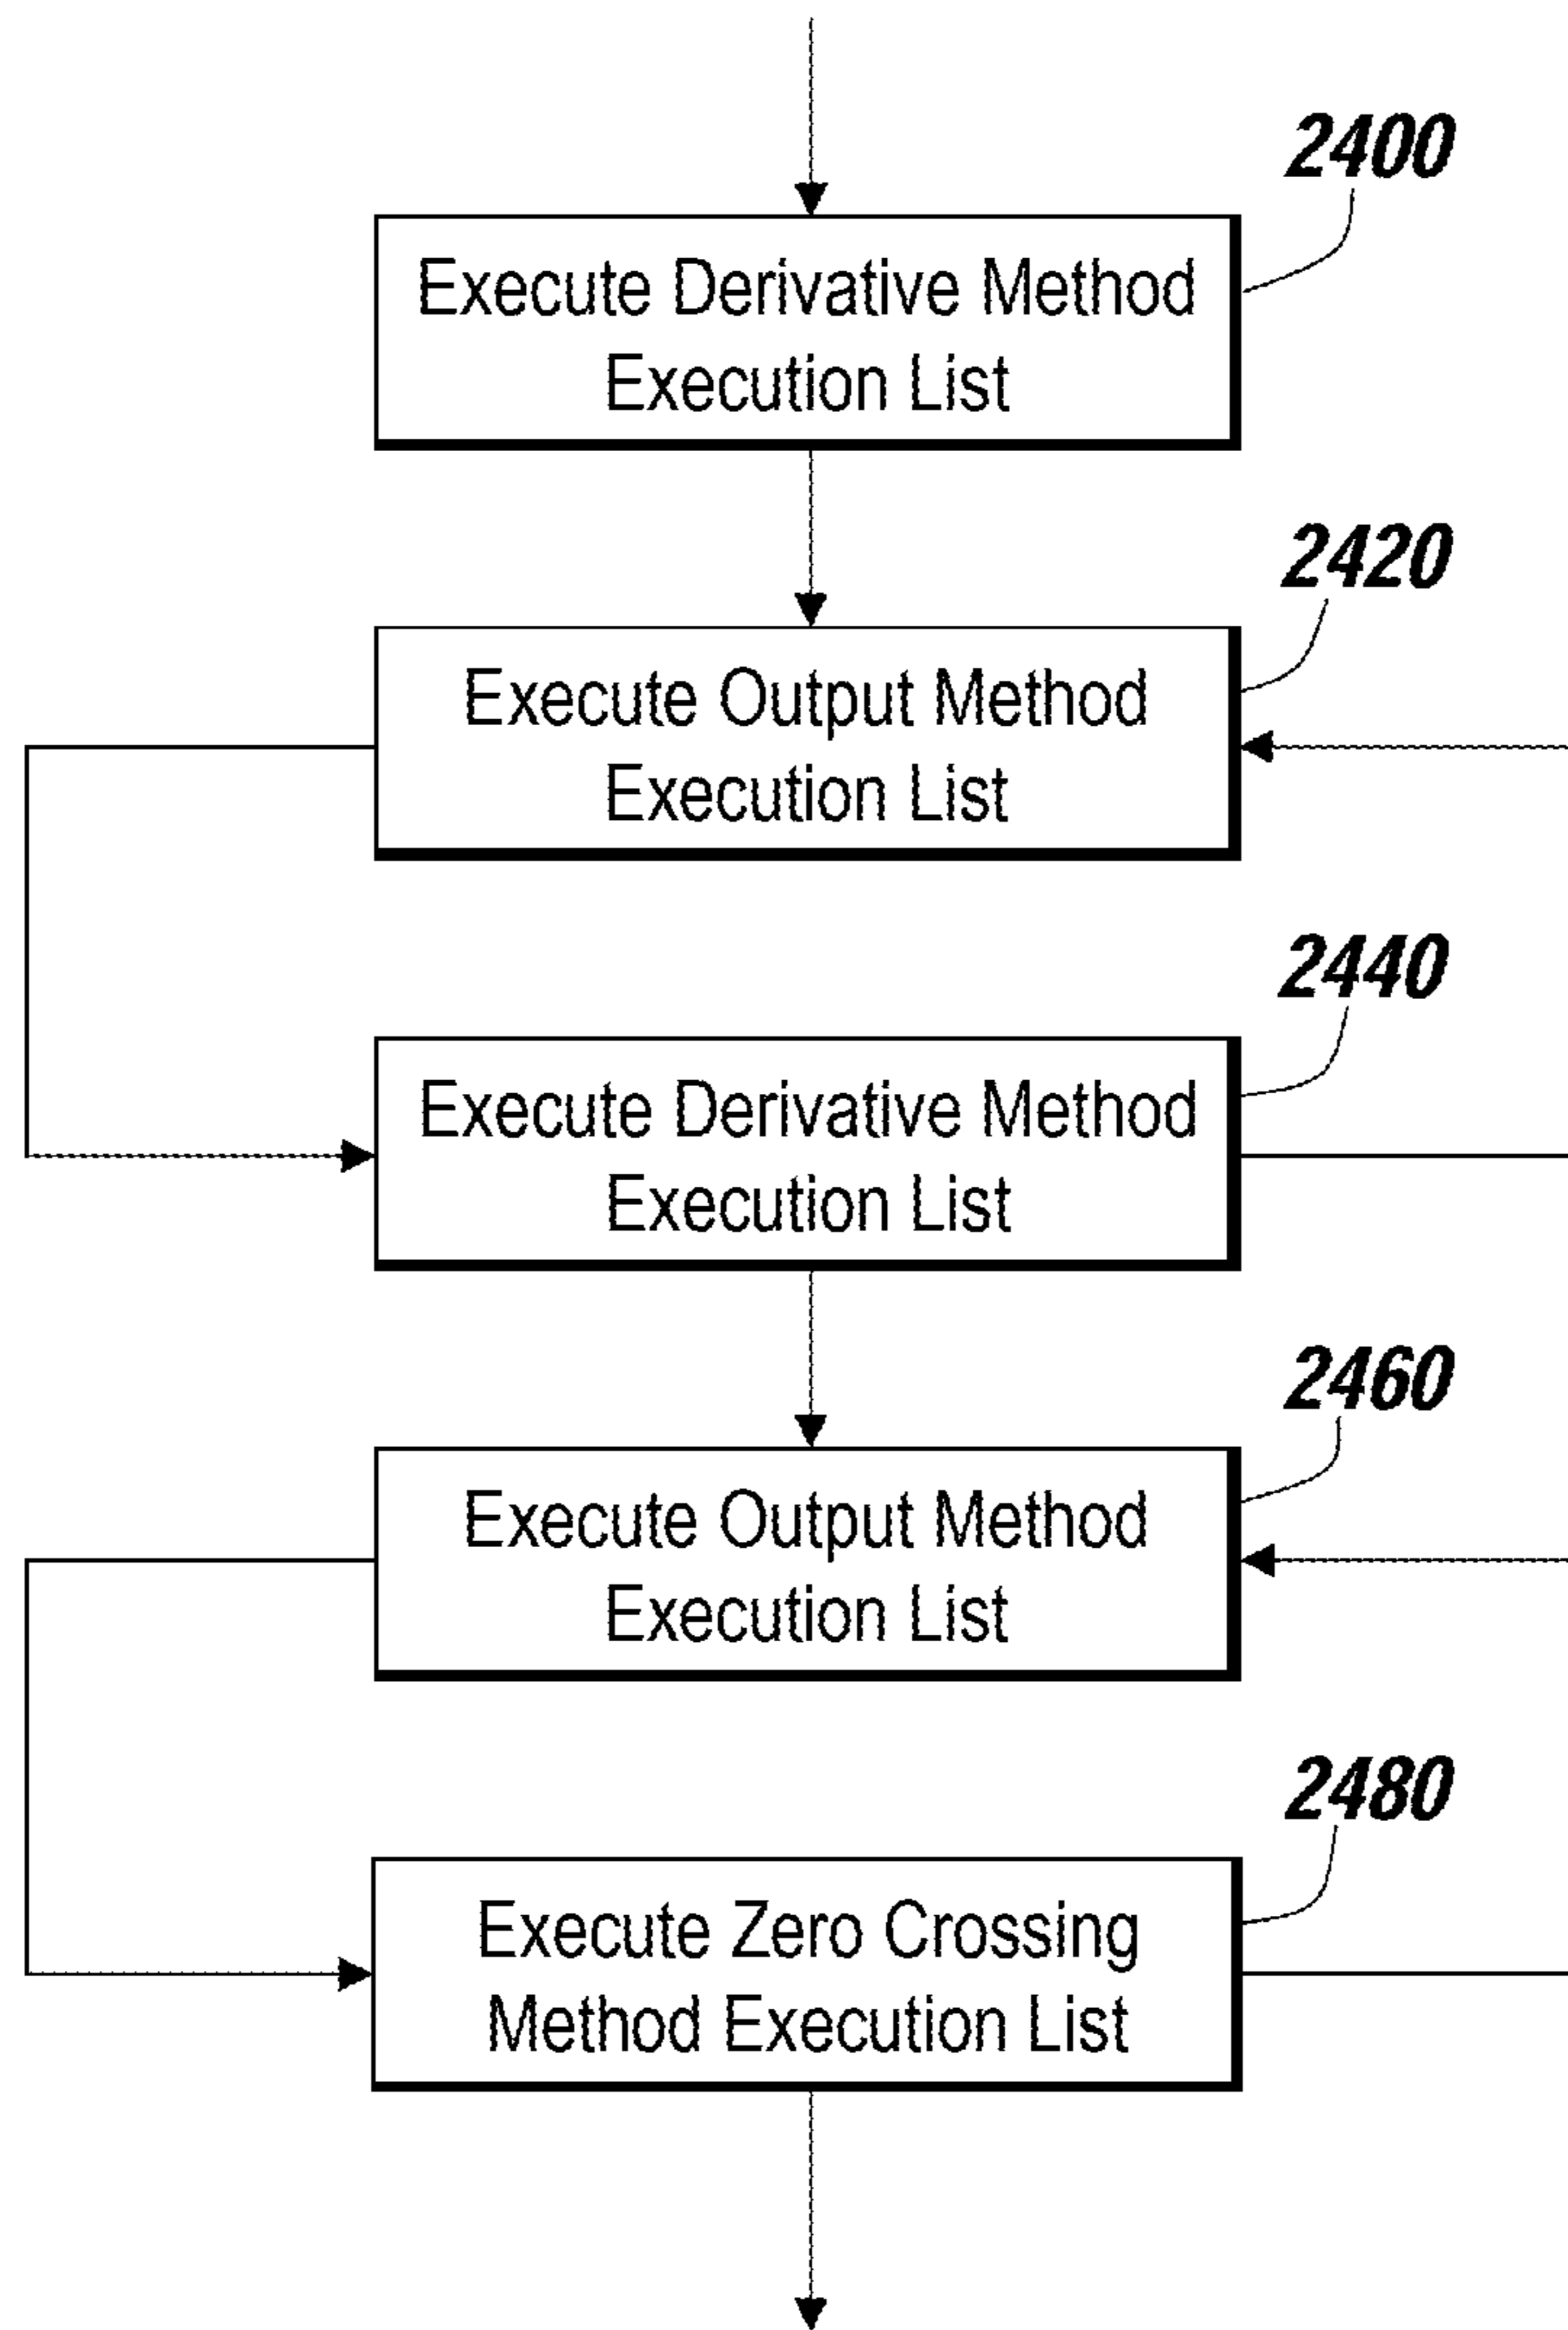 2400
Execute Derivative Method
Execution List
2420
Execute Output Method
Execution List
2440
Execute Derivative Method
Execution List
2460
Execute Output Method
Execution List
2480
Execute Zero Crossing
Method Execution List